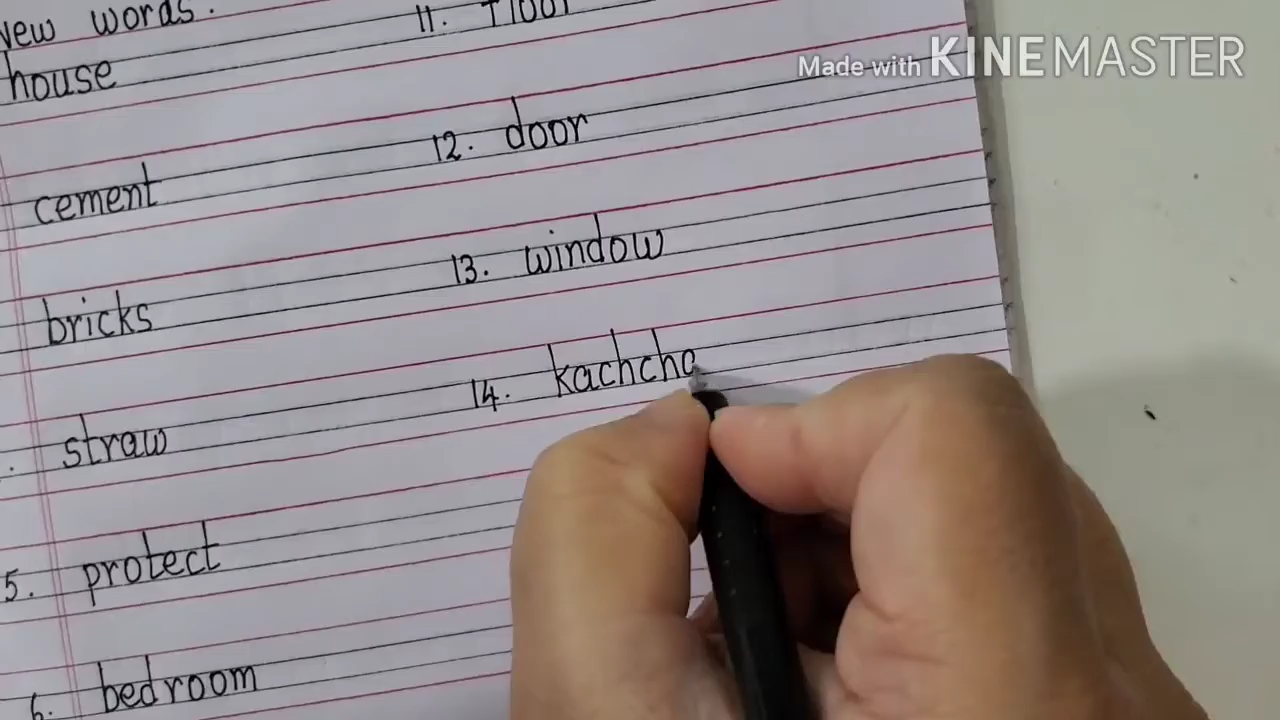 New words.
house
cement
bricks
straw
5. protect
6. bedroom
11. Floor
12. door
13. window
14. kachcha
Made with KINEMASTER